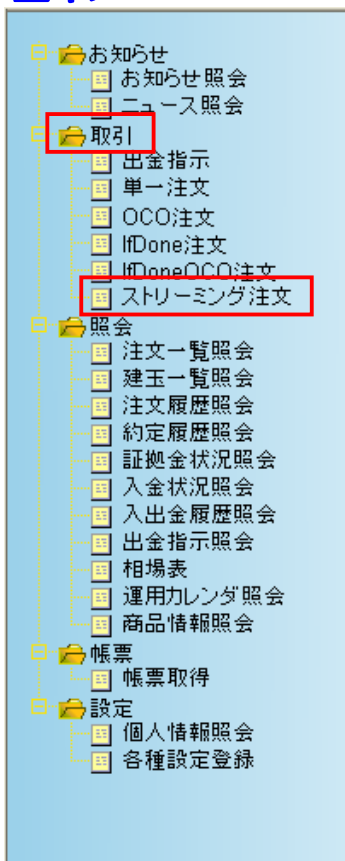 お知らせ
お知らせ照会
ニュース照会
取引
出金指示
単一注文
OCO注文
IfDone注文
IfDoneOCO注文
ストリーミング注文
照会
注文一覧照会
建玉一覧照会
注文履歴照会
約定履歴照会
証拠金状況照会
入金状況照会
入出金履歴照会
出金指示照会
相場表
運用カレンダ照会
商品情報照会
帳票
帳票取得
設定
個人情報照会
各種設定登録